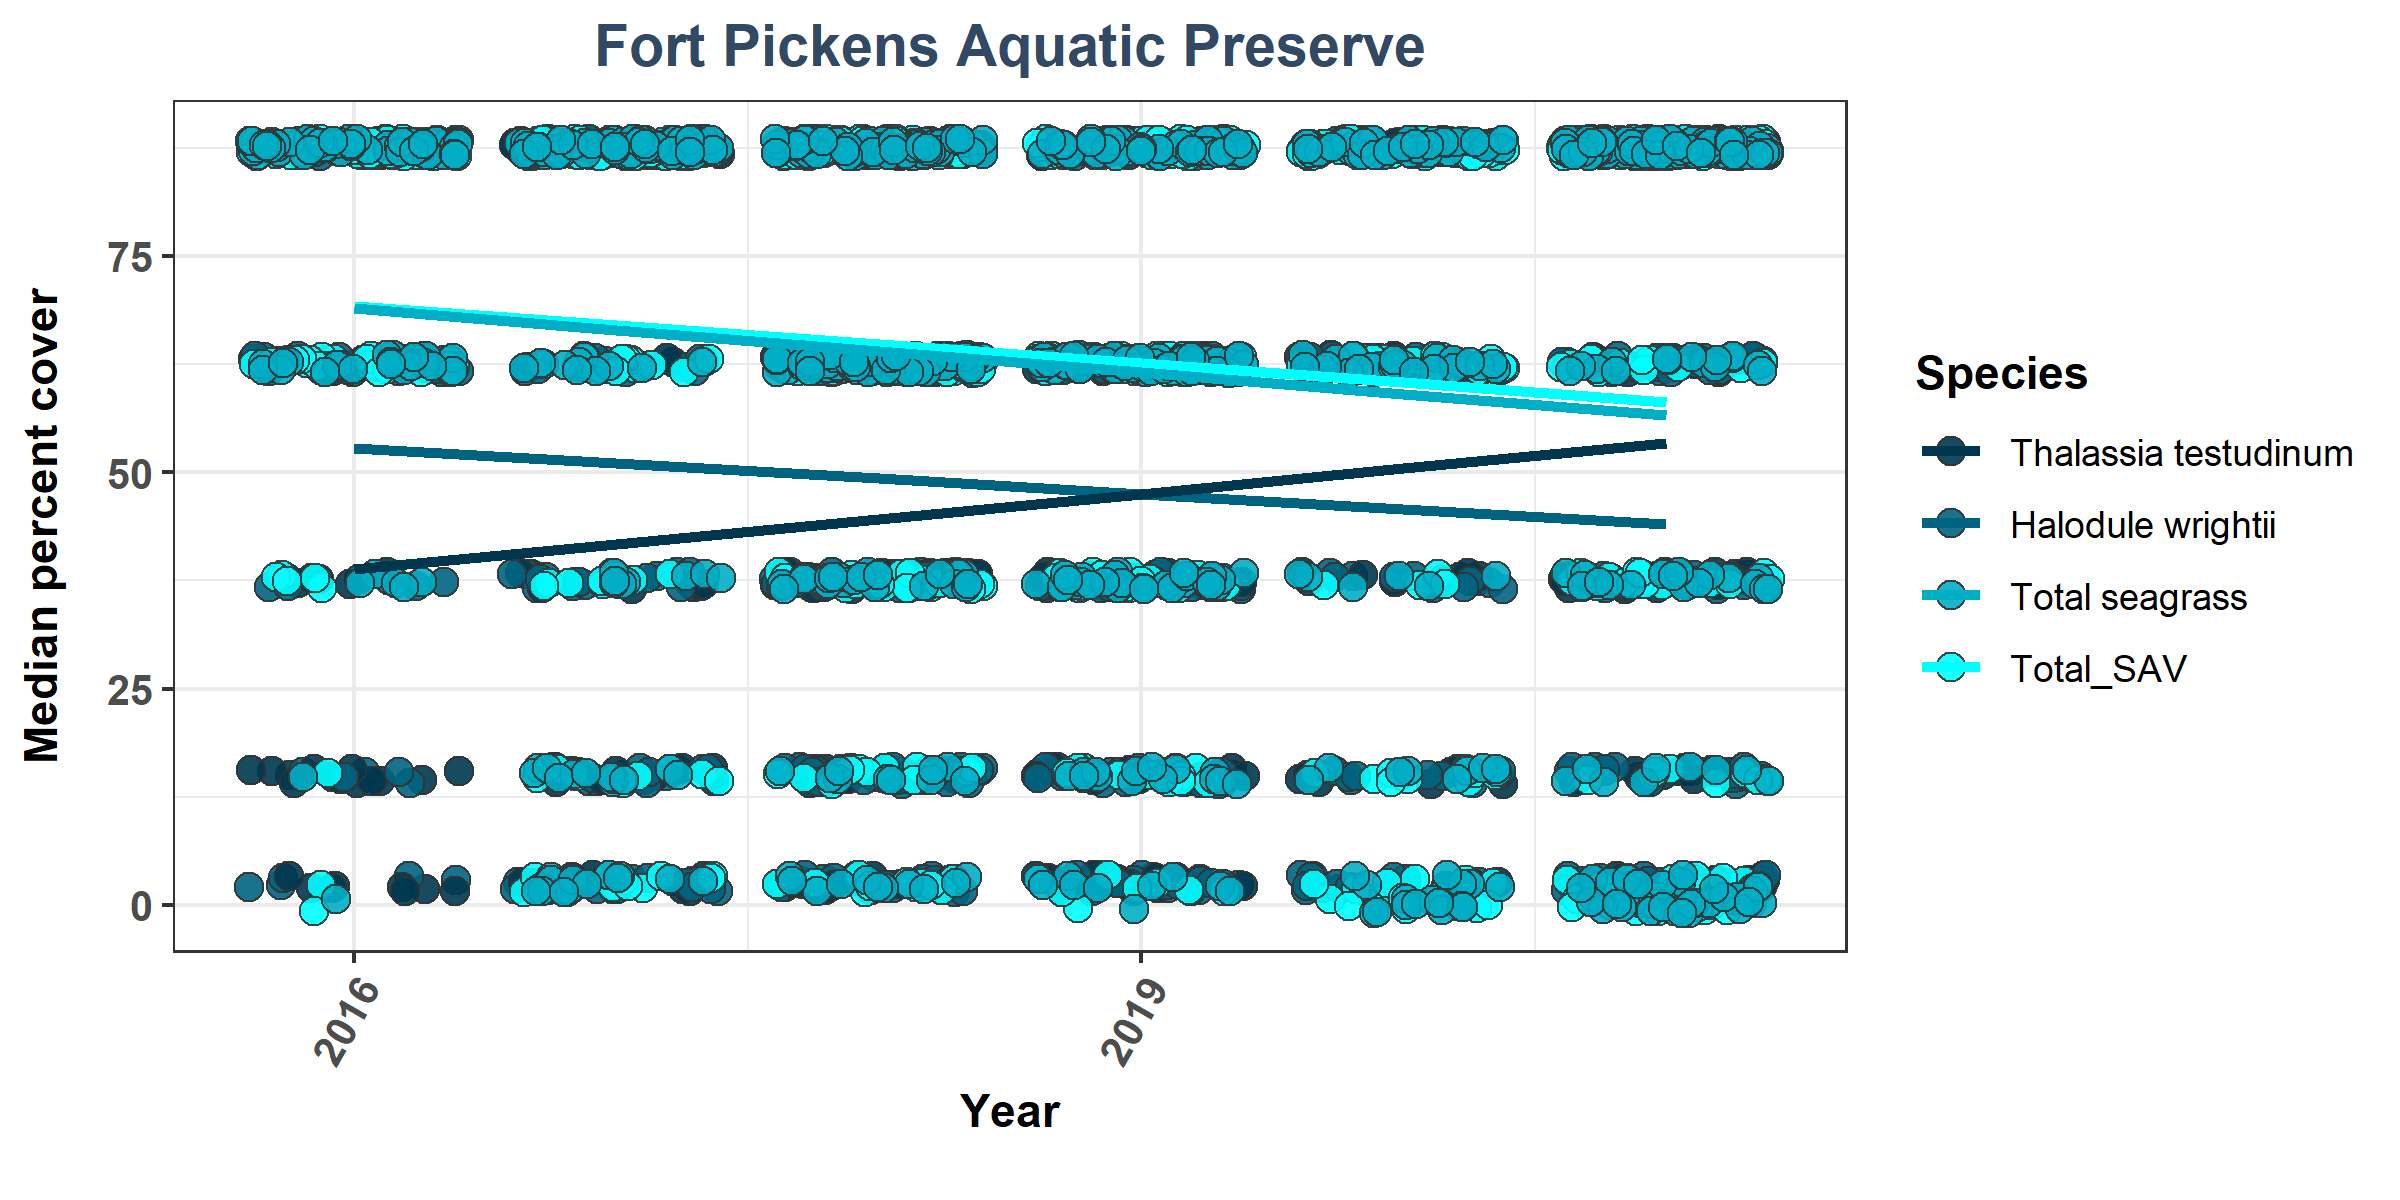 Fort Pickens Aquatic Preserve
Median percent cover
75
50
25
0
2016
2019
Year
Species
Thalassia testudinum
Halodule wrightii
Total seagrass
Total_SAV